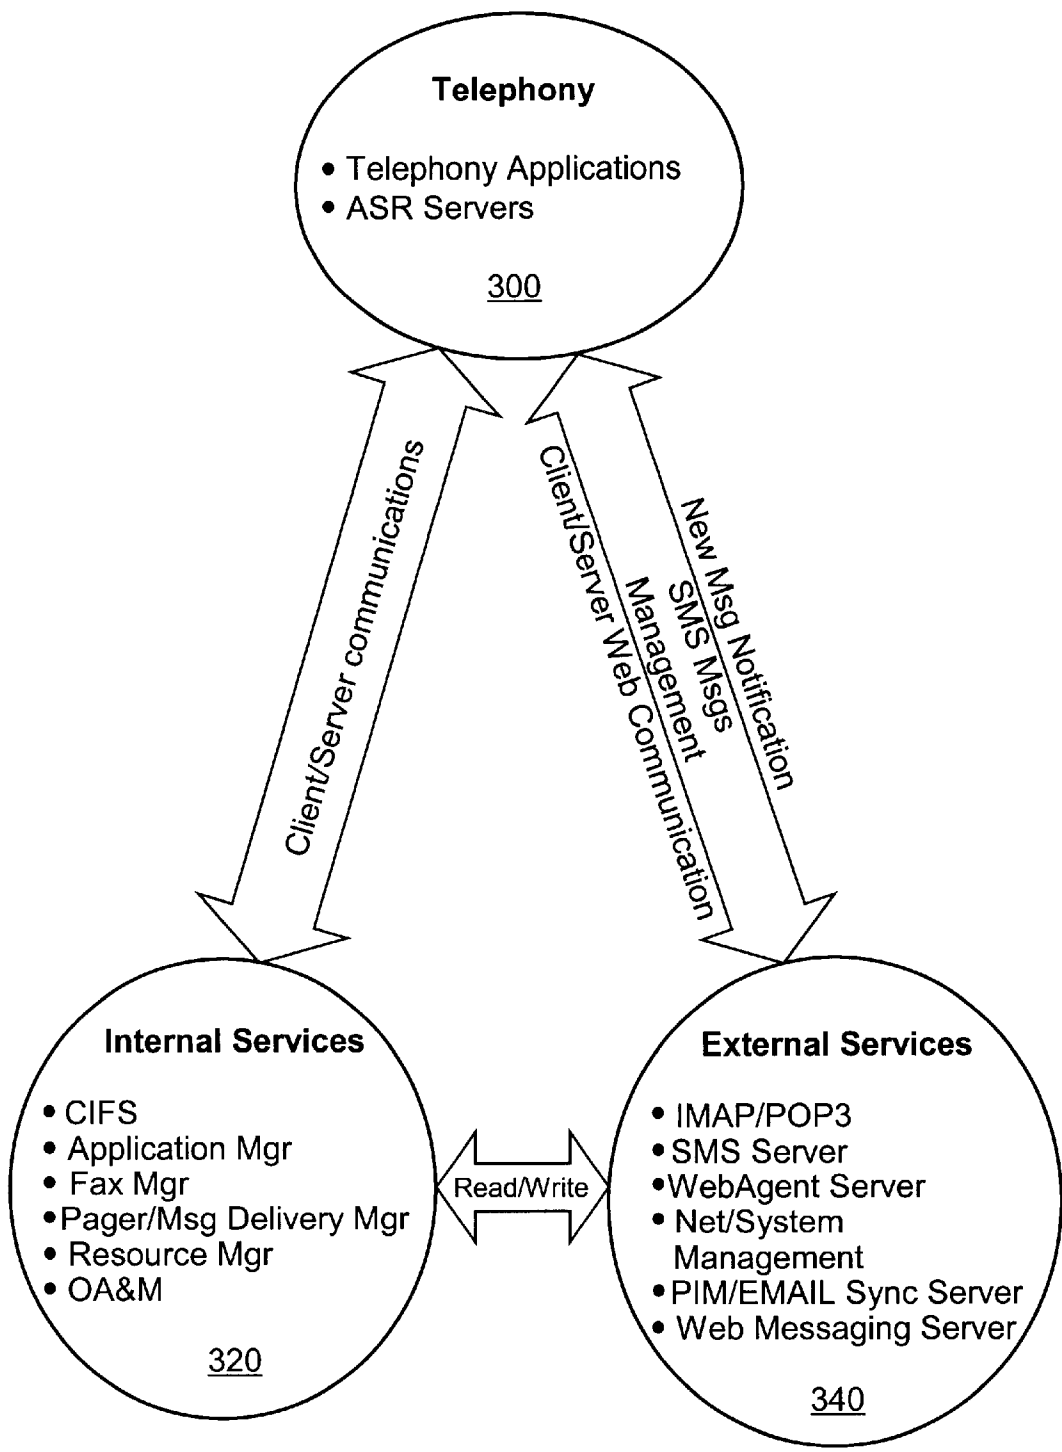 Telephony
• Telephony Applications
• ASR Servers
300
Client/Server communications
New Msg Notification
SMS Msgs
Management
Client/Server Web Communication
Internal Services
• CIFS
• Application Mgr
• Fax Mgr
• Pager/Msg Delivery Mgr
• Resource Mgr
• OA&M
320
Read/Write
External Services
• IMAP/POP3
• SMS Server
• WebAgent Server
• Net/System
Management
• PIM/EMAIL Sync Server
• Web Messaging Server
340